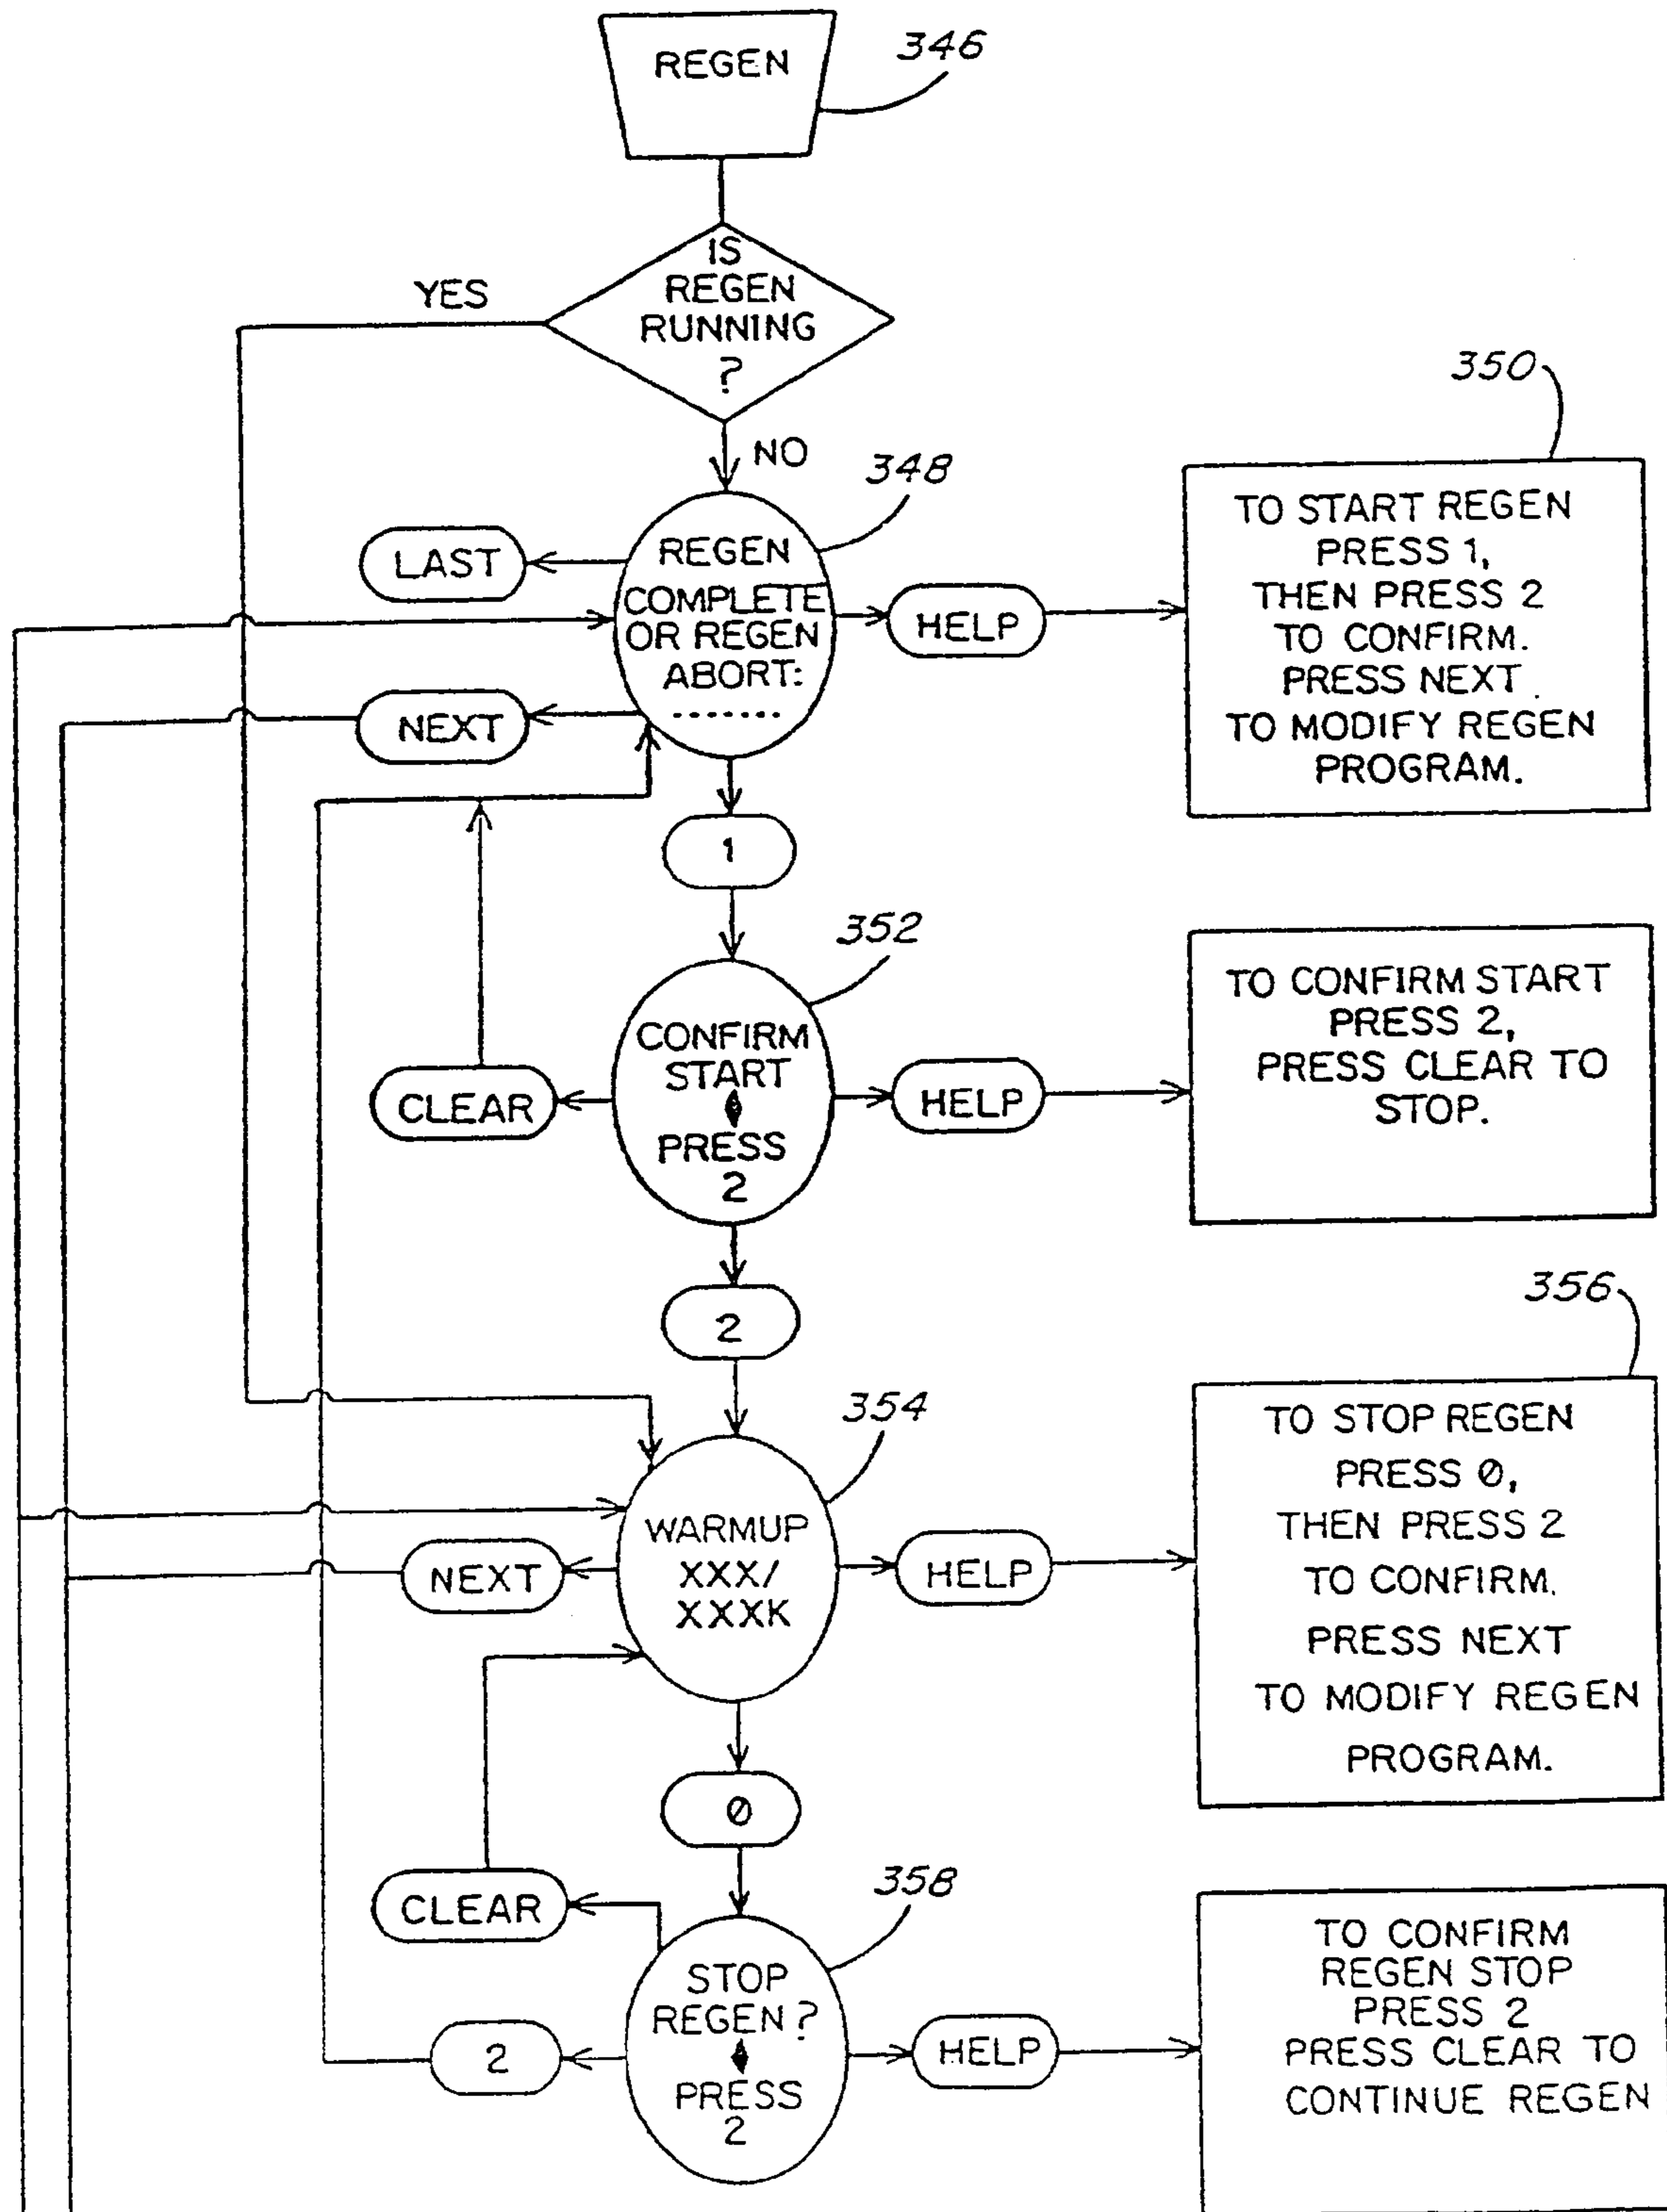 REGEN
346
IS
REGEN
RUNNING
?
YES
NO
348
350
LAST
REGEN
COMPLETE
OR REGEN
ABORT:
.......
HELP
TO START REGEN
PRESS 1,
THEN PRESS 2
TO CONFIRM.
PRESS NEXT.
TO MODIFY REGEN
PROGRAM.
NEXT
1
352
CONFIRM
START
PRESS
2
CLEAR
HELP
TO CONFIRM START
PRESS 2,
PRESS CLEAR TO
STOP.
2
354
356
WARMUP
XXX/
XXXK
NEXT
HELP
TO STOP REGEN
PRESS 0,
THEN PRESS 2
TO CONFIRM.
PRESS NEXT
TO MODIFY REGEN
PROGRAM.
0
CLEAR
358
STOP
REGEN?
PRESS
2
2
HELP
TO CONFIRM
REGEN STOP
PRESS 2
PRESS CLEAR TO
CONTINUE REGEN